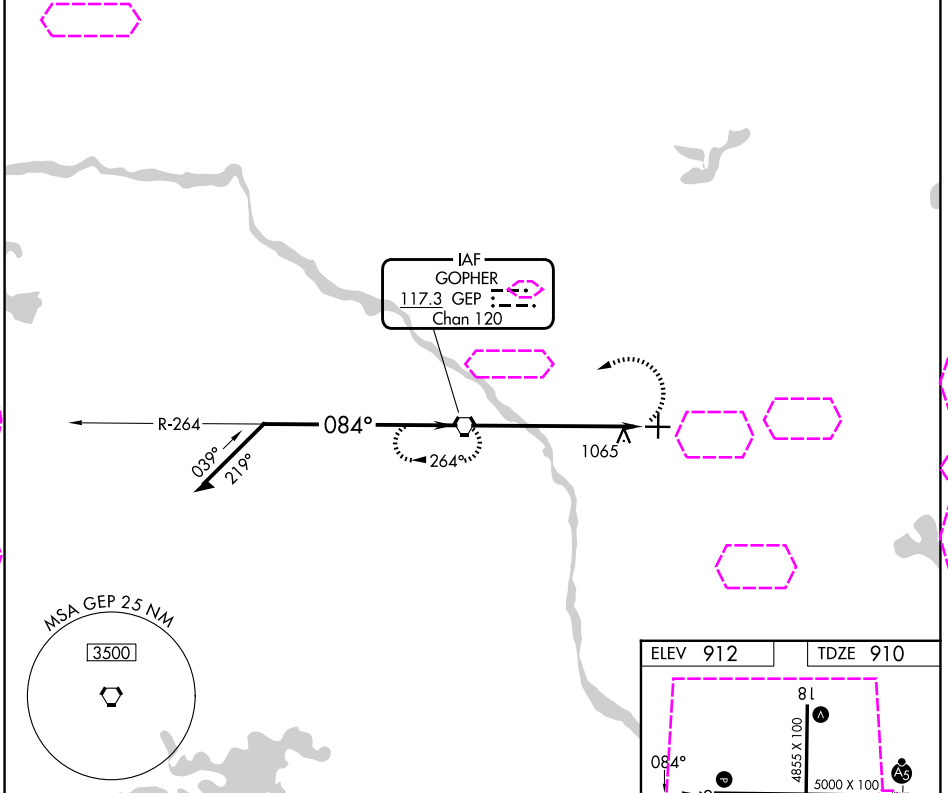 IAF
GOPHER
117.3 GEP
Chan 120
R-264
084°
039°
219°
264°
1065
MSA GEP 25 NM
3500
ELEV 912
TDZE 910
18
V
4855 X 100
084°
P
A5
5000 X 100